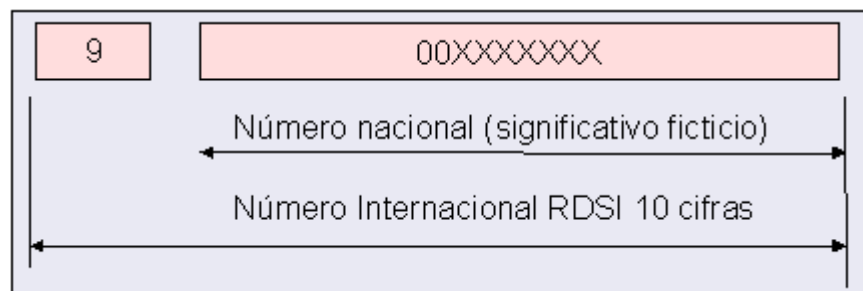 9 00XXXXXXX
Número nacional (significativo ficticio)
Número Internacional RDSI 10 cifras